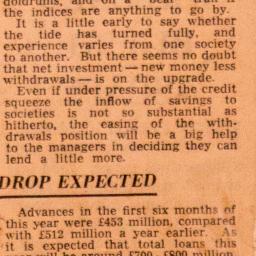 doldrums, and on a "bear" trail if
the indices are anything to go by.
It is a little early to say whether
the tide has turned fully, and
experience varies from one society
to another. But there seems no doubt
that net investment — new money less
withdrawals — is on the upgrade.
Even if under pressure of the credit
squeeze the inflow of savings to
societies is not so substantial as
hitherto, the easing of the with-
drawals position will be a big help
to the managers in deciding they can
lend a little more.
DROP EXPECTED
Advances in the first six months of
this year were £453 million, compared
with £512 million a year earlier. As
it is expected that total loans this
year will be around £700-£800 million